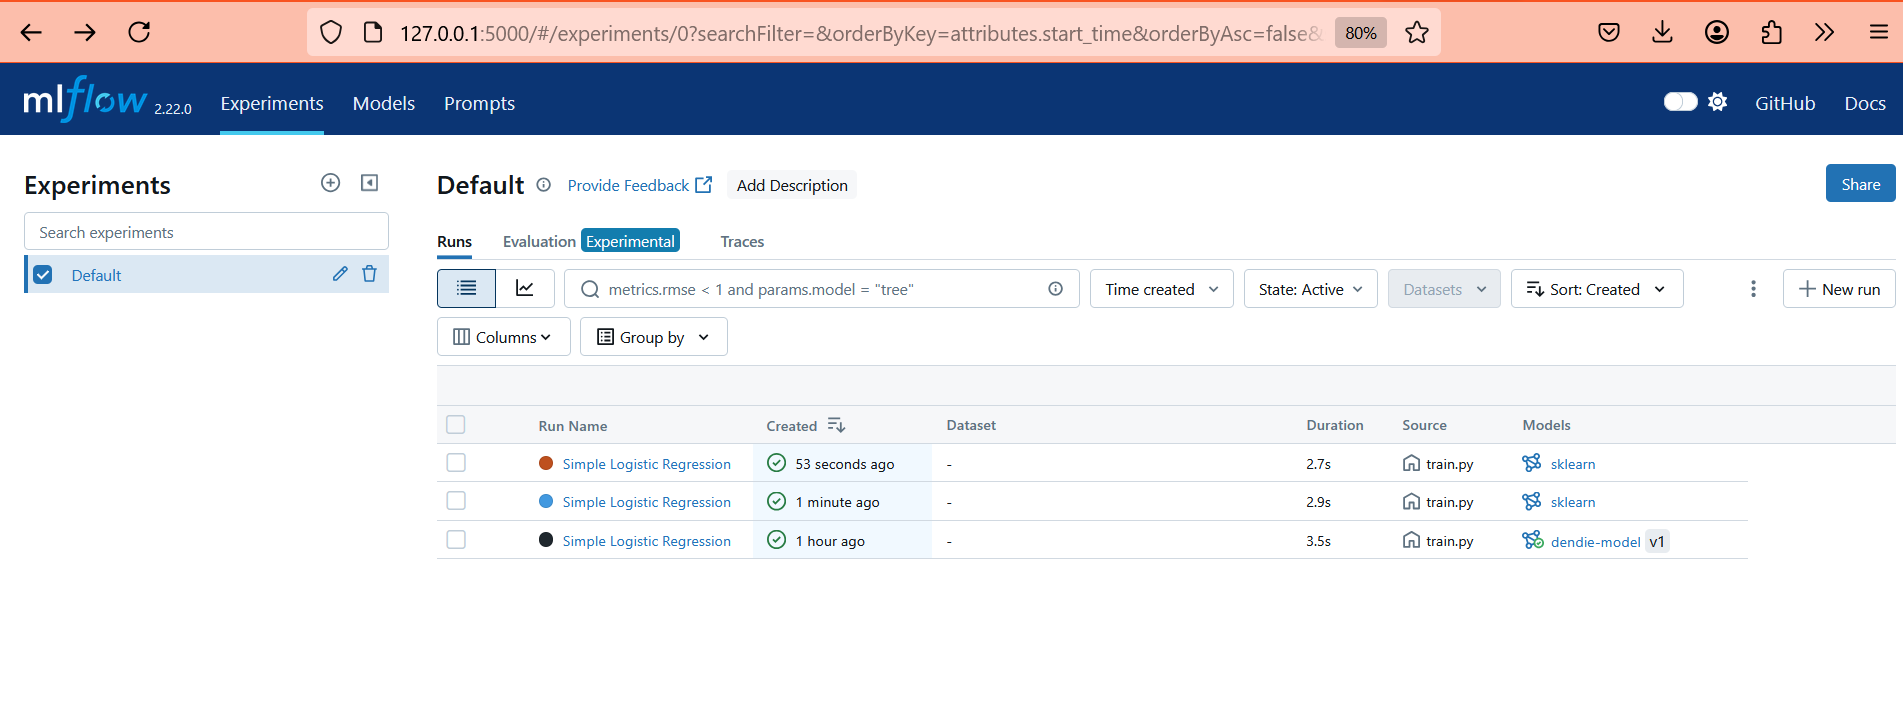 127.0.0.1:5000/#/experiments/0?searchFilter=&orderByKey=attributes.start_time&orderByAsc=false& 80%
mlflow 2.22.0 Experiments Models Prompts GitHub Docs
Experiments
Search experiments
Default
Default Provide Feedback Add Description Share
Runs Evaluation Experimental Traces
metrics.rmse < 1 and params.model = "tree" Time created State: Active Datasets Sort: Created New run
Columns Group by
Run Name Created Dataset Duration Source Models
Simple Logistic Regression 53 seconds ago - 2.7s train.py sklearn
Simple Logistic Regression 1 minute ago - 2.9s train.py sklearn
Simple Logistic Regression 1 hour ago - 3.5s train.py dendie-model v1